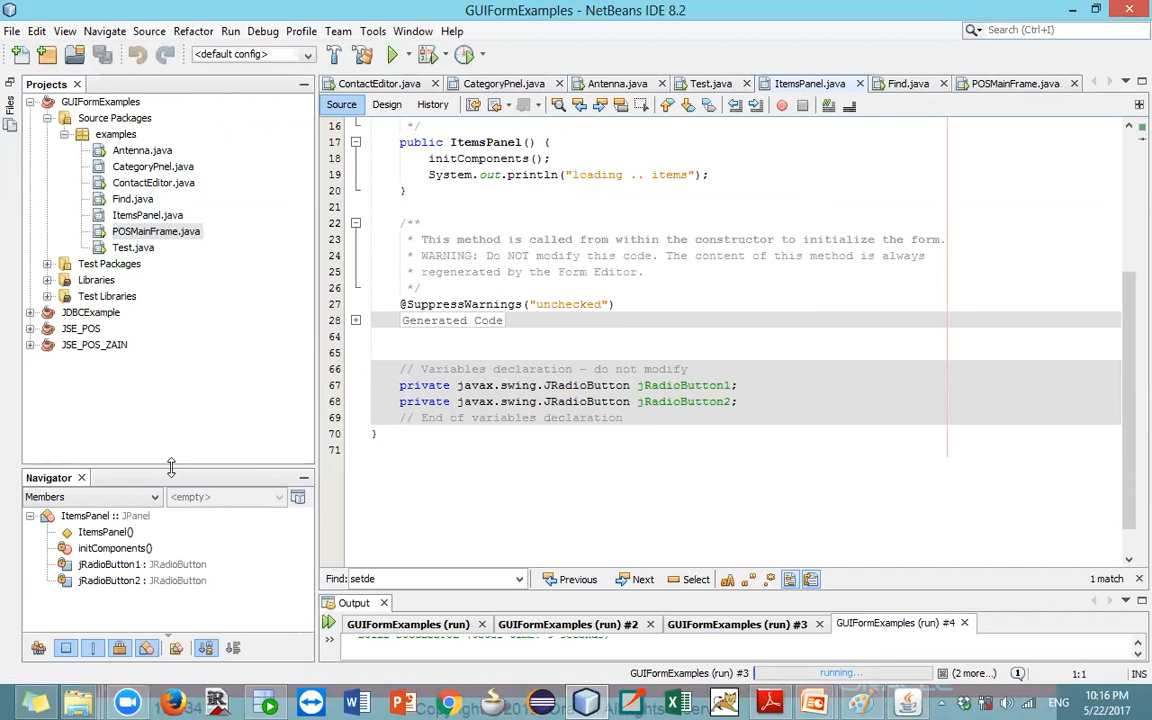 GUIFormExamples - NetBeans IDE 8.2
File Edit View Navigate Source Refactor Run Debug Profile Team Tools Window Help
Search (Ctrl+I)
<default config>
Projects
ContactEditor.java CategoryPnel.java Antenna.java Test.java ItemsPanel.java Find.java POSMainFrame.java
Files
Source Design History
GUIFormExamples
Source Packages
examples
Antenna.java
CategoryPnel.java
ContactEditor.java
Find.java
ItemsPanel.java
POSMainFrame.java
Test.java
Test Packages
Libraries
Test Libraries
JDBCExample
JSE_POS
JSE_POS_ZAIN
16 */
17 public ItemsPanel() {
18 initComponents();
19 System.out.println("loading .. items");
20 }
21
22 /**
23 * This method is called from within the constructor to initialize the form.
24 * WARNING: Do NOT modify this code. The content of this method is always
25 * regenerated by the Form Editor.
26 */
27 @SuppressWarnings("unchecked")
28 Generated Code
64
65
66 // Variables declaration - do not modify
67 private javax.swing.JRadioButton jRadioButton1;
68 private javax.swing.JRadioButton jRadioButton2;
69 // End of variables declaration
70 }
71
Navigator
Members <empty>
ItemsPanel :: JPanel
ItemsPanel()
initComponents()
jRadioButton1 : JRadioButton
jRadioButton2 : JRadioButton
Find: setde Previous Next Select 1 match
Output
GUIFormExamples (run) GUIFormExamples (run) #2 GUIFormExamples (run) #3 GUIFormExamples (run) #4
GUIFormExamples (run) #3 running... (2 more...) 1 1:1 INS
ENG
10:16 PM
5/22/2017